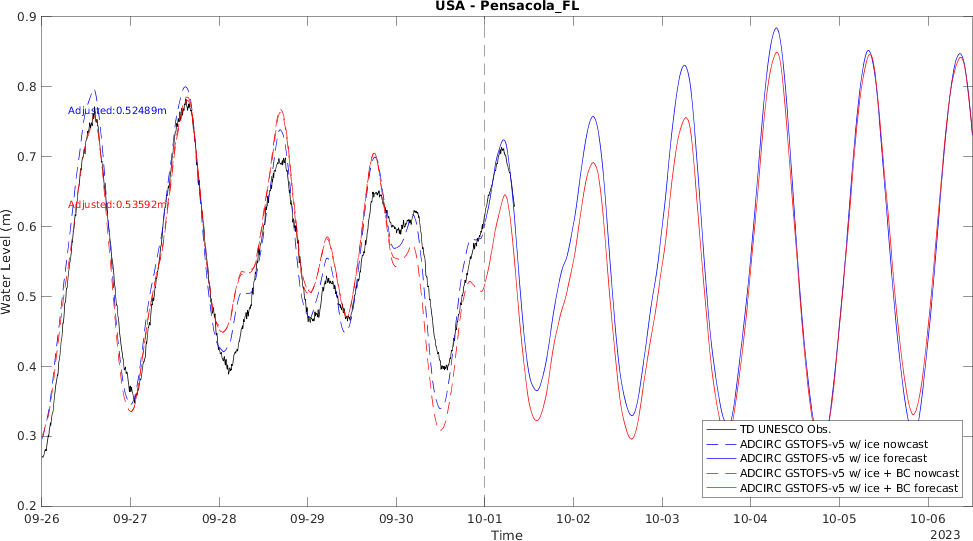 USA - Pensacola_FL
0.9
0.8
0.7
0.6
0.5
0.4
0.3
0.2
Water Level (m)
Adjusted:0.52489m
Adjusted:0.53592m
TD UNESCO Obs.
ADCIRC GSTOFS-v5 w/ ice nowcast
ADCIRC GSTOFS-v5 w/ ice forecast
ADCIRC GSTOFS-v5 w/ ice + BC nowcast
ADCIRC GSTOFS-v5 w/ ice + BC forecast
09-26 09-27 09-28 09-29 09-30 10-01 10-02 10-03 10-04 10-05 10-06
Time
2023